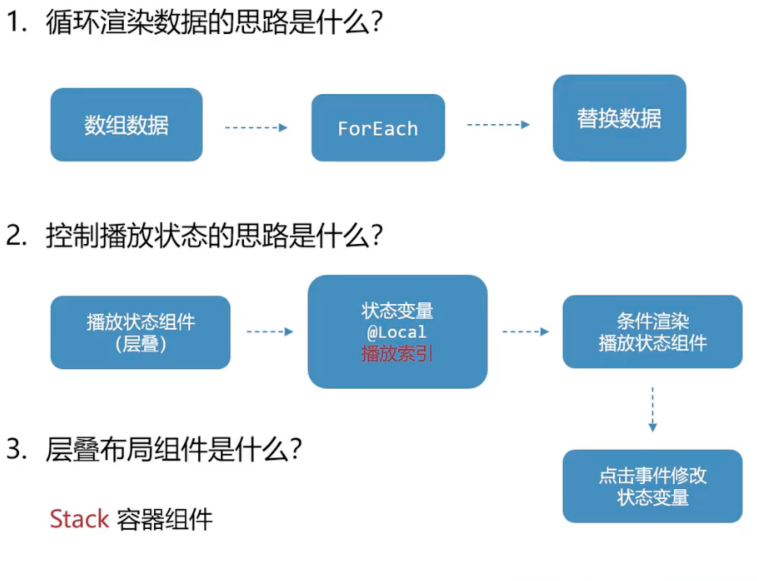 1. 循环渲染数据的思路是什么?
数组数据
ForEach
替换数据
2. 控制播放状态的思路是什么?
播放状态组件
(层叠)
状态变量
@Local
播放索引
条件渲染
播放状态组件
点击事件修改
状态变量
3. 层叠布局组件是什么?
Stack 容器组件